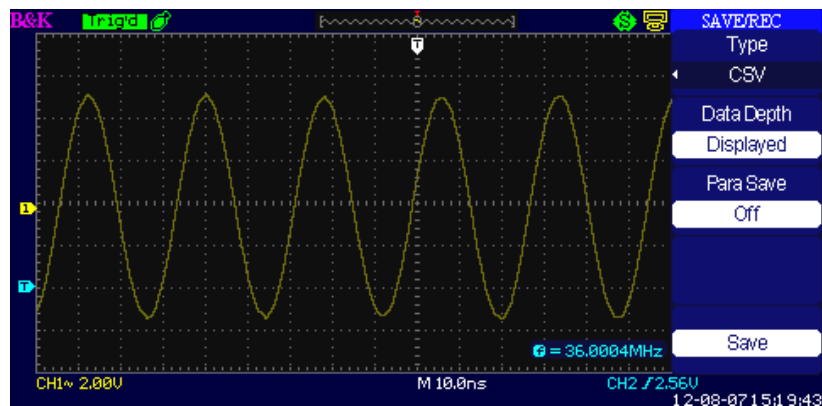 B&K Trig'd S SAVE/REC
T Type
CSV
Data Depth
Displayed
Para Save
1 Off
T
f = 36.0004MHz Save
CH1~ 2.00V M 10.0ns CH2 2.56V
12-08-07 15:19:43